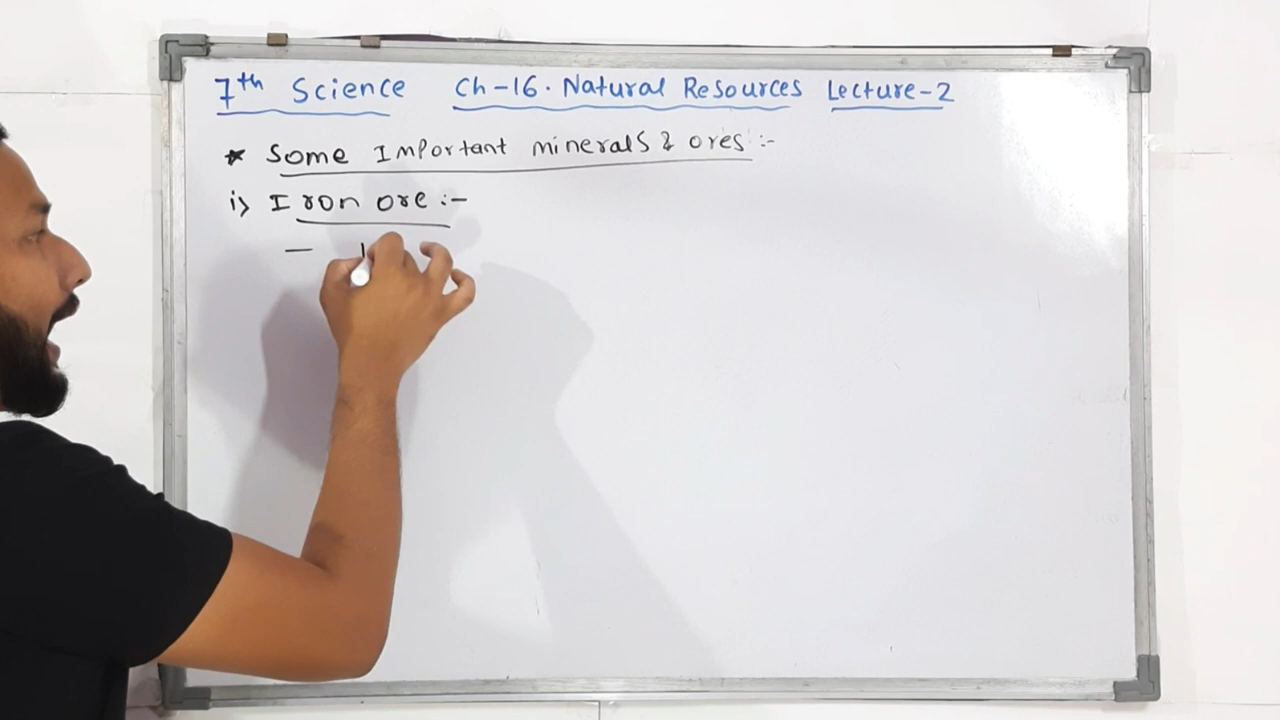 7th Science Ch-16. Natural Resources Lecture-2
* Some Important minerals & ores :-
i) Iron ore :-
—